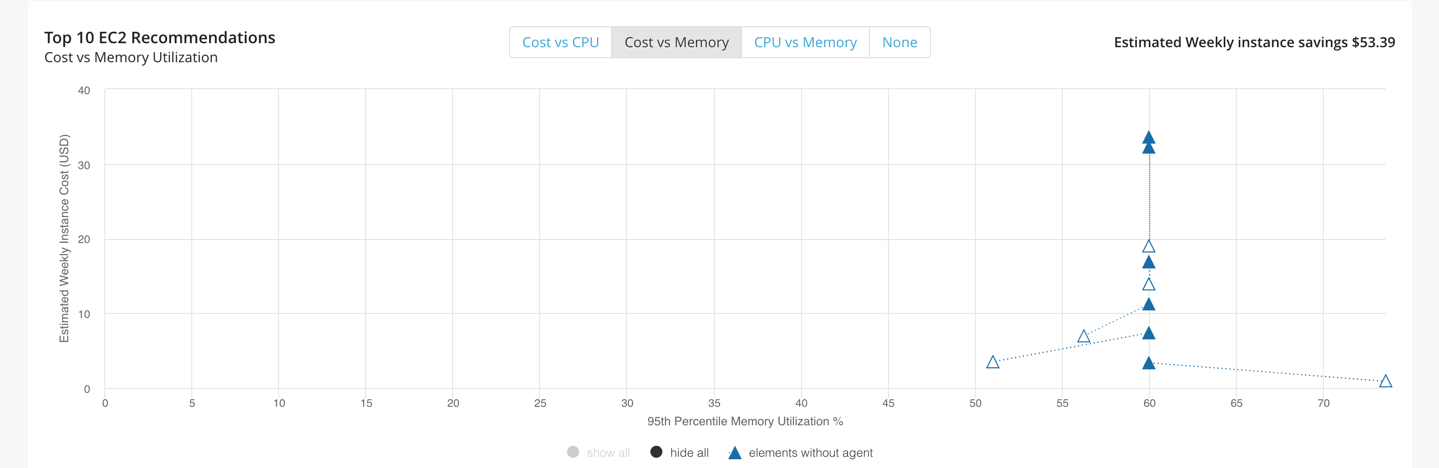 Top 10 EC2 Recommendations
Cost vs Memory Utilization
Cost vs CPU Cost vs Memory CPU vs Memory None
Estimated Weekly instance savings $53.39
Estimated Weekly Instance Cost (USD)
40
30
20
10
0
0 5 10 15 20 25 30 35 40 45 50 55 60 65 70
95th Percentile Memory Utilization %
show all hide all elements without agent